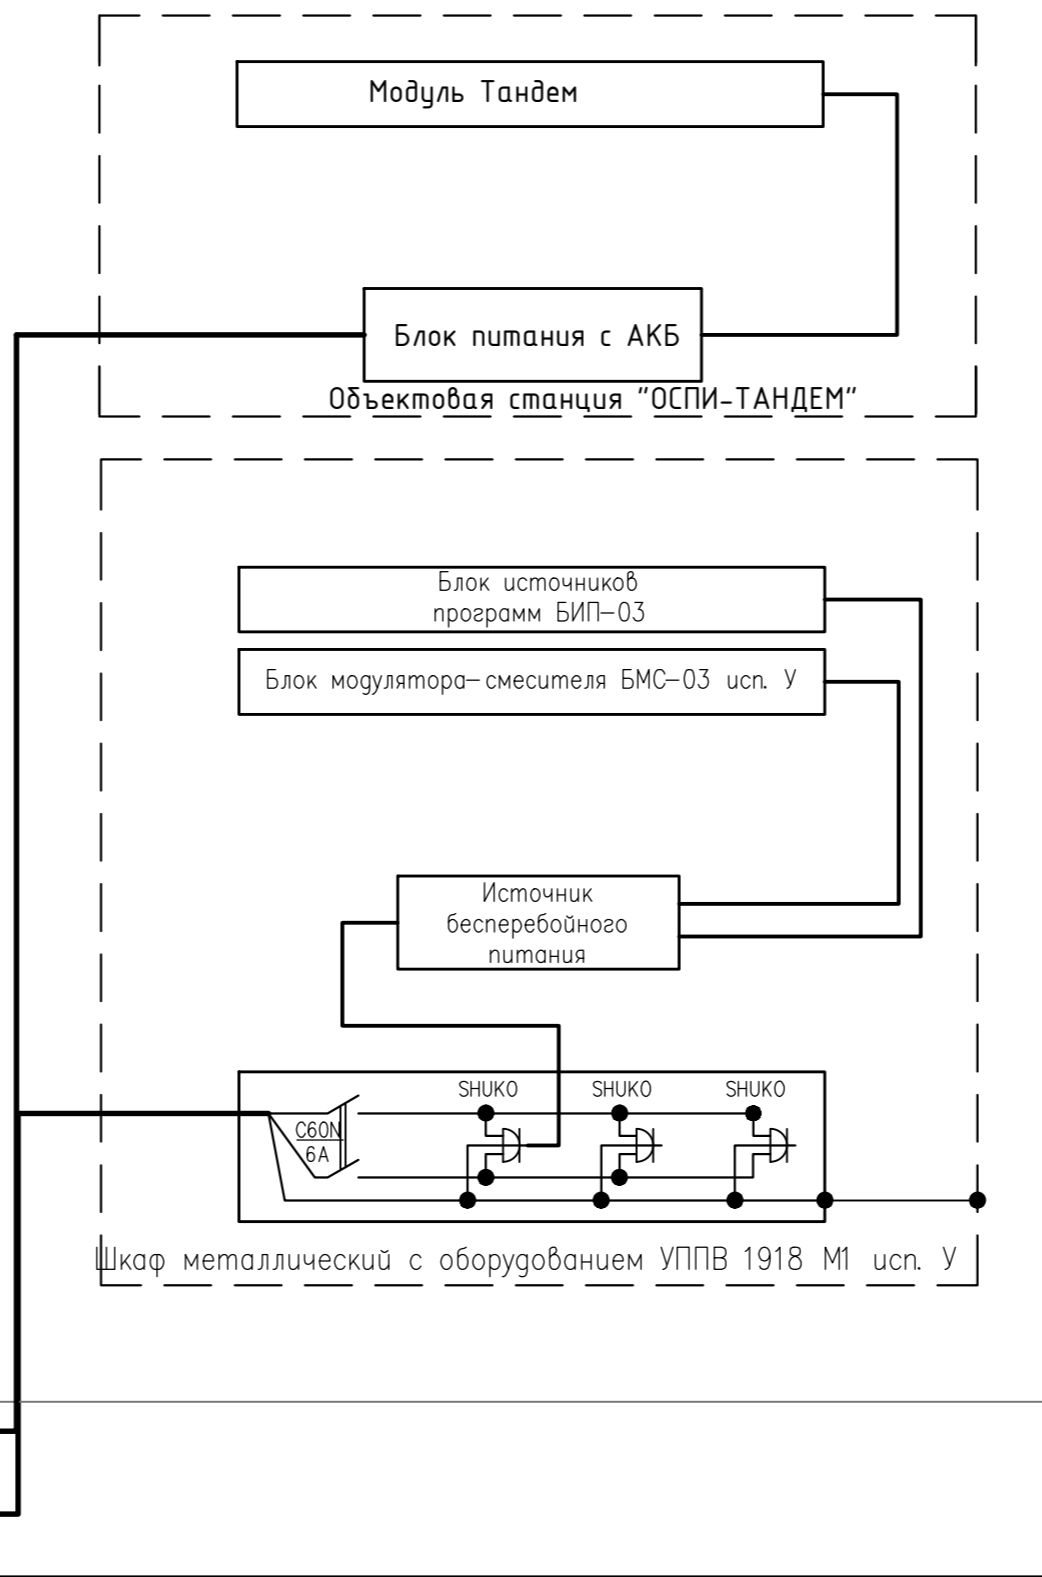 Модуль Тандем
Блок питания с АКБ
Объектовая станция "ОСПИ-ТАНДЕМ"
Блок источников
программ БИП-03
Блок модулятора-смесителя БМС-03 исп. У
Источник
бесперебойного
питания
SHUKO SHUKO SHUKO
C60N
6A
Шкаф металлический с оборудованием УППВ 1918 М1 исп. У